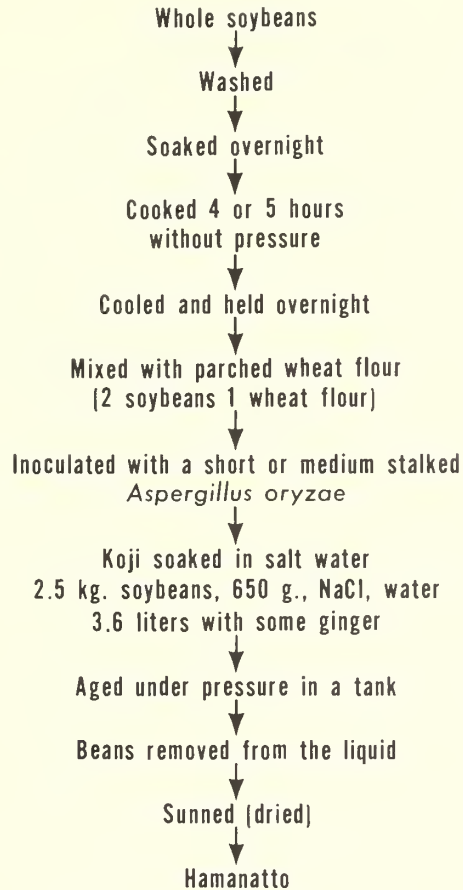 Whole soybeans
Washed
Soaked overnight
Cooked 4 or 5 hours
without pressure
Cooled and held overnight
Mixed with parched wheat flour
(2 soybeans 1 wheat flour)
Inoculated with a short or medium stalked
Aspergillus oryzae
Koji soaked in salt water
2.5 kg. soybeans, 650 g., NaCl, water
3.6 liters with some ginger
Aged under pressure in a tank
Beans removed from the liquid
Sunned (dried)
Hamanatto